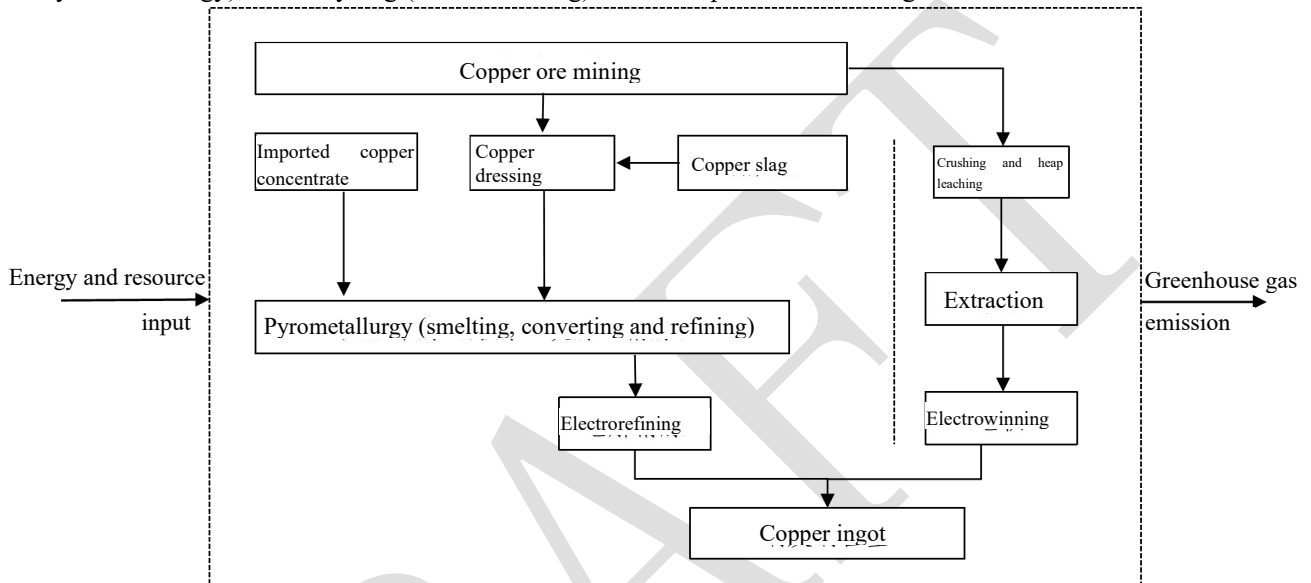 Copper ore mining
Imported copper
concentrate
Copper
dressing
Copper slag
Crushing and heap
leaching
Energy and resource
input
Extraction
Greenhouse gas
emission
Pyrometallurgy (smelting, converting and refining)
Electrorefining
Electrowinning
Copper ingot
DRAFT